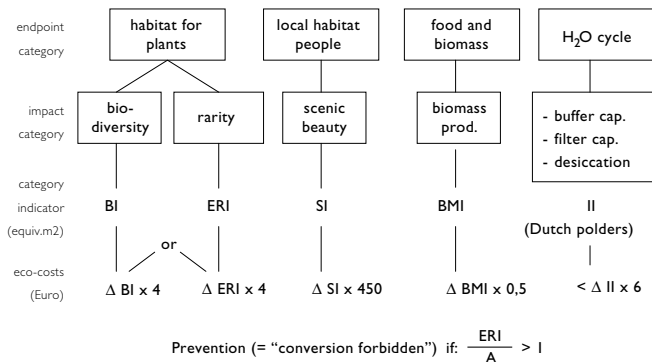 endpoint
category
habitat for
plants
local habitat
people
food and
biomass
H₂O cycle
impact
category
bio-
diversity
rarity
scenic
beauty
biomass
prod.
- buffer cap.
- filter cap.
- desiccation
category
indicator
(equiv.m2)
BI
ERI
SI
BMI
II
(Dutch polders)
or
eco-costs
(Euro)
Δ BI x 4
Δ ERI x 4
Δ SI x 450
Δ BMI x 0,5
< Δ II x 6
Prevention (= “conversion forbidden”) if: ERI / A > 1